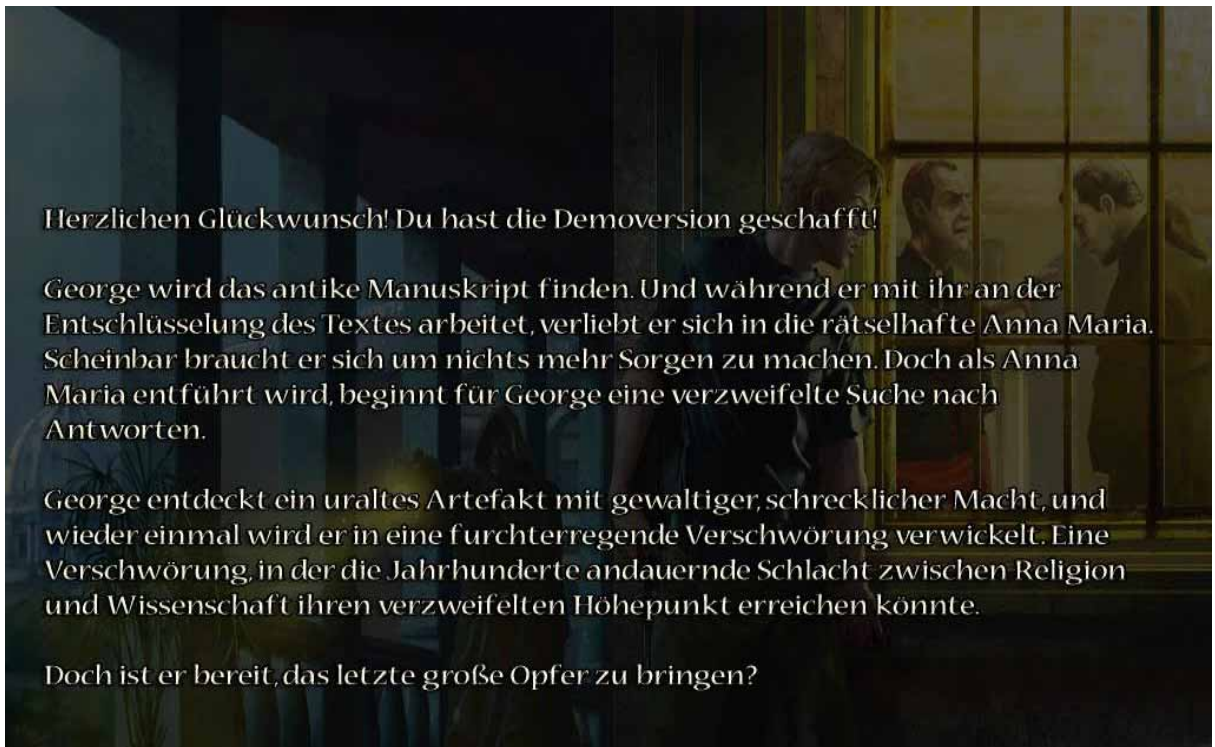 Herzlichen Glückwunsch! Du hast die Demoversion geschafft!
George wird das antike Manuskript finden. Und während er mit ihr an der
Entschlüsselung des Textes arbeitet, verliebt er sich in die rätselhafte Anna Maria.
Scheinbar braucht er sich um nichts mehr Sorgen zu machen. Doch als Anna
Maria entführt wird, beginnt für George eine verzweifelte Suche nach
Antworten.
George entdeckt ein uraltes Artefakt mit gewaltiger, schrecklicher Macht, und
wieder einmal wird er in eine furchterregende Verschwörung verwickelt. Eine
Verschwörung, in der die Jahrhunderte andauernde Schlacht zwischen Religion
und Wissenschaft ihren verzweifelten Höhepunkt erreichen könnte.
Doch ist er bereit, das letzte große Opfer zu bringen?